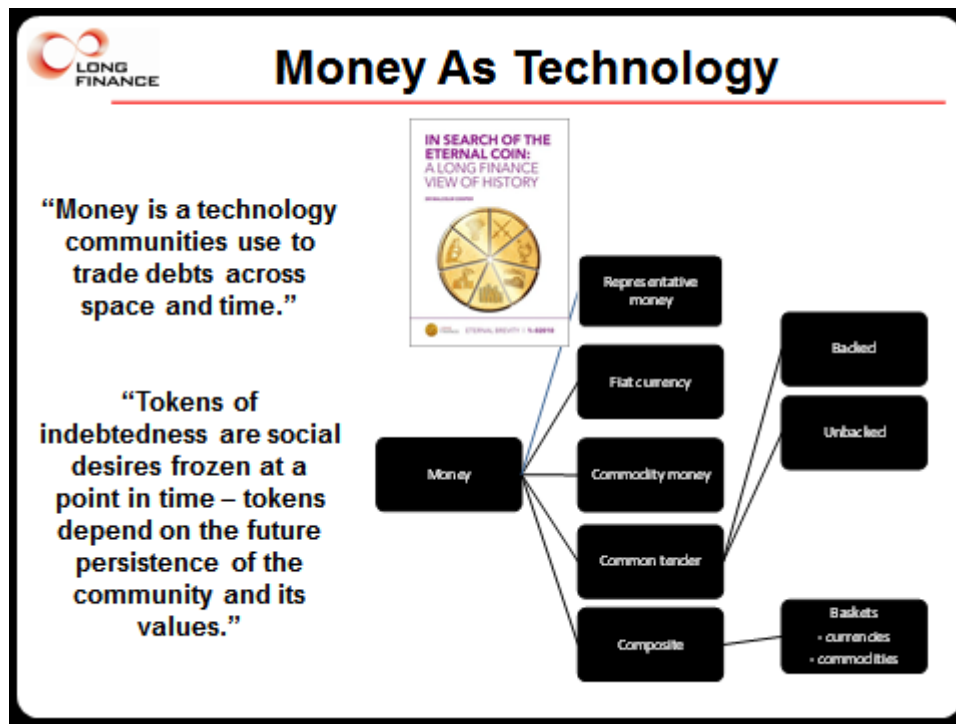 LONG
FINANCE
Money As Technology
IN SEARCH OF THE
ETERNAL COIN:
A LONG FINANCE
VIEW OF HISTORY
ETERNAL BREVITY
“Money is a technology
communities use to
trade debts across
space and time.”
“Tokens of
indebtedness are social
desires frozen at a
point in time – tokens
depend on the future
persistence of the
community and its
values.”
Money
Representative
money
Fiat currency
Commodity money
Common tender
Composite
Backed
Unbacked
Baskets
• currencies
• commodities